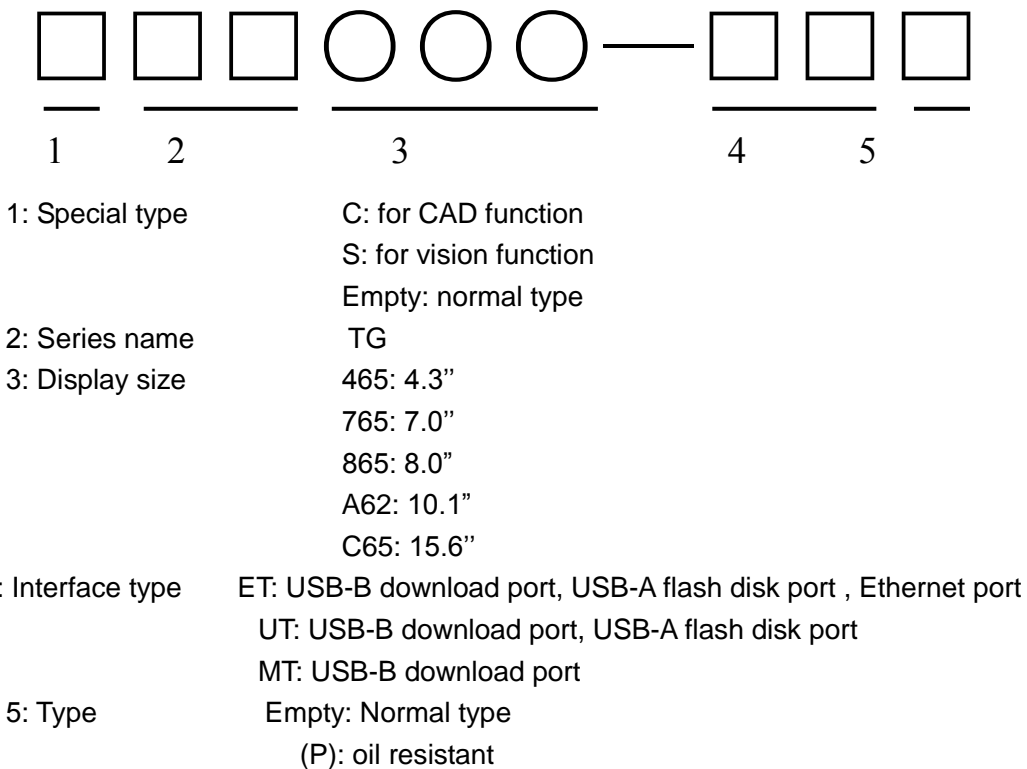 1 2 3 4 5
1: Special type C: for CAD function
S: for vision function
Empty: normal type
2: Series name TG
3: Display size 465: 4.3’’
765: 7.0’’
865: 8.0”
A62: 10.1”
C65: 15.6’’
: Interface type ET: USB-B download port, USB-A flash disk port , Ethernet port
UT: USB-B download port, USB-A flash disk port
MT: USB-B download port
5: Type Empty: Normal type
(P): oil resistant